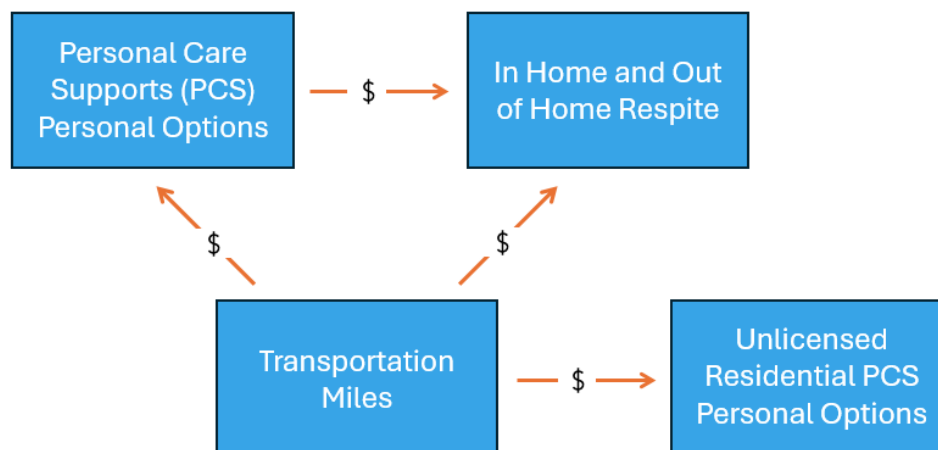 Personal Care
Supports (PCS)
Personal Options
$
In Home and Out
of Home Respite
$
$
Transportation
Miles
$
Unlicensed
Residential PCS
Personal Options